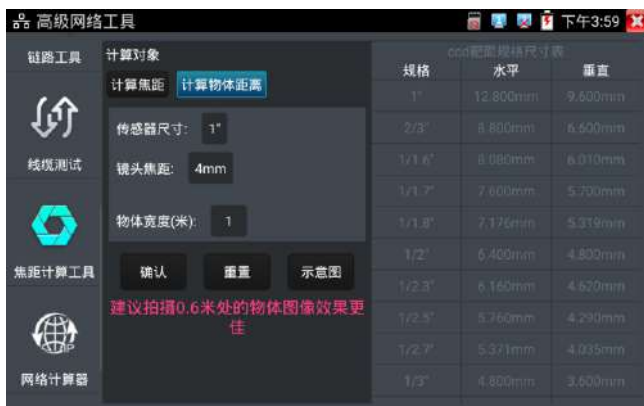 高级网络工具
下午3:59
链路工具
线缆测试
焦距计算工具
网络计算器
计算对象
计算焦距 计算物体距离
传感器尺寸: 1"
镜头焦距: 4mm
物体宽度(米): 1
确认 重置 示意图
建议拍摄0.6米处的物体图像效果更
佳
ccd靶面规格尺寸表
规格 水平 垂直
1" 12.800mm 9.600mm
2/3" 8.800mm 6.600mm
1/1.6" 8.080mm 6.010mm
1/1.7" 7.600mm 5.700mm
1/1.8" 7.176mm 5.319mm
1/2" 6.400mm 4.800mm
1/2.3" 6.160mm 4.620mm
1/2.5" 5.760mm 4.290mm
1/2.7" 5.371mm 4.035mm
1/3" 4.800mm 3.600mm